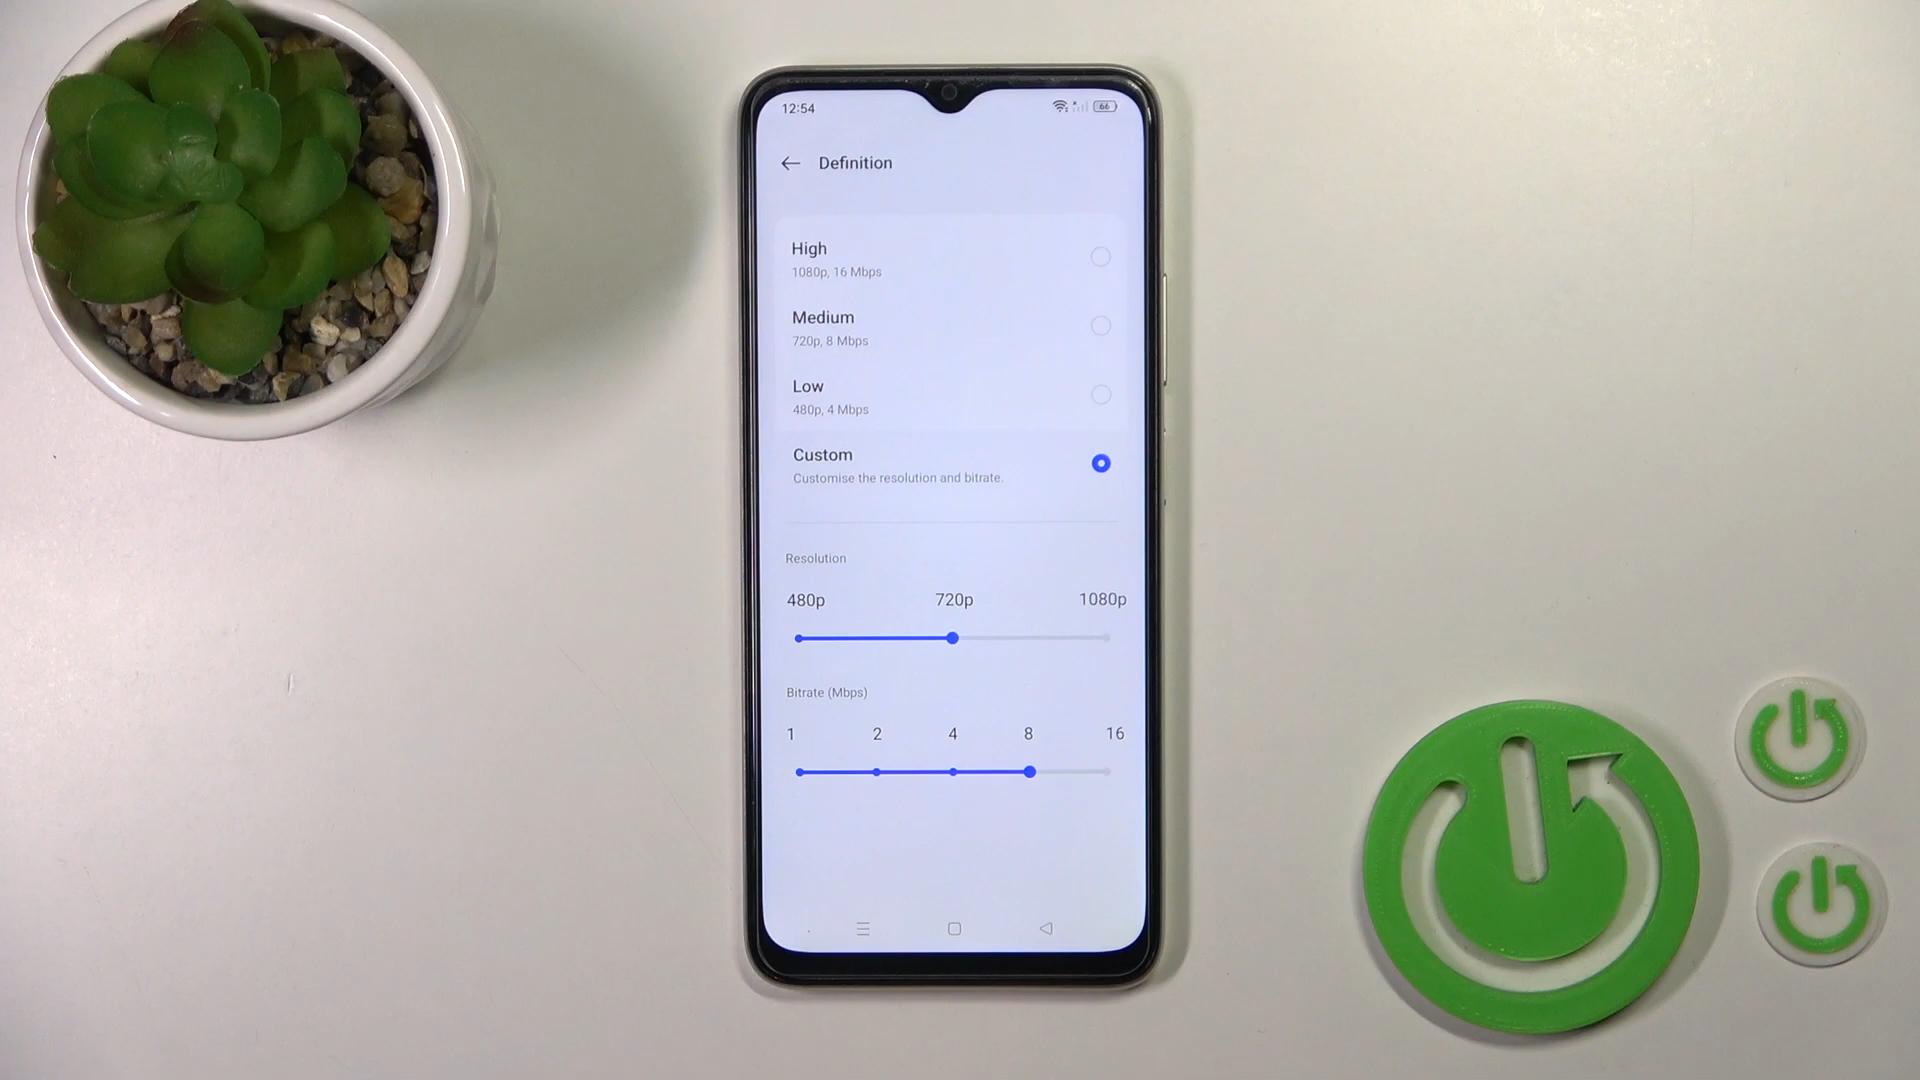 12:54
66
Definition
High
1080p, 16 Mbps
Medium
720p, 8 Mbps
Low
480p, 4 Mbps
Custom
Customise the resolution and bitrate.
Resolution
480p 720p 1080p
Bitrate (Mbps)
1 2 4 8 16